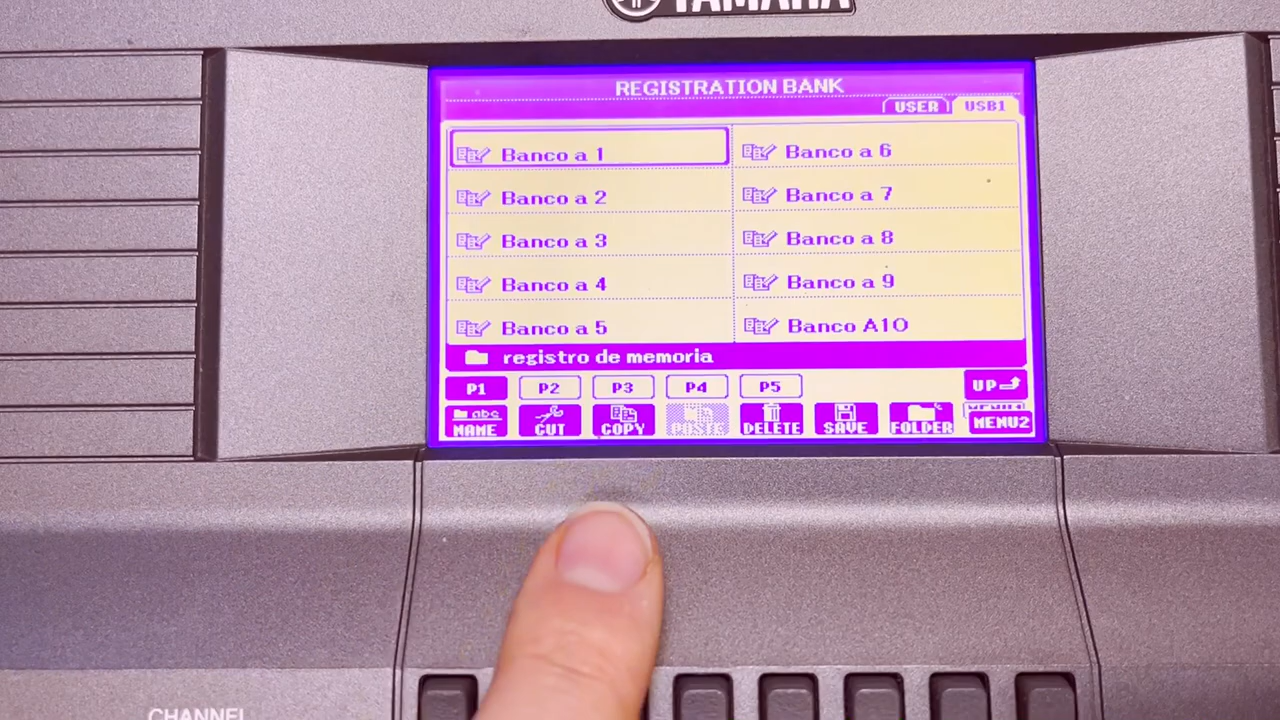 YAMAHA
REGISTRATION BANK
USER USB1
Banco a 1
Banco a 2
Banco a 3
Banco a 4
Banco a 5
Banco a 6
Banco a 7
Banco a 8
Banco a 9
Banco A10
registro de memoria
P1 P2 P3 P4 P5 UP
abc
NAME CUT COPY PASTE DELETE SAVE FOLDER MENU2
CHANNEL